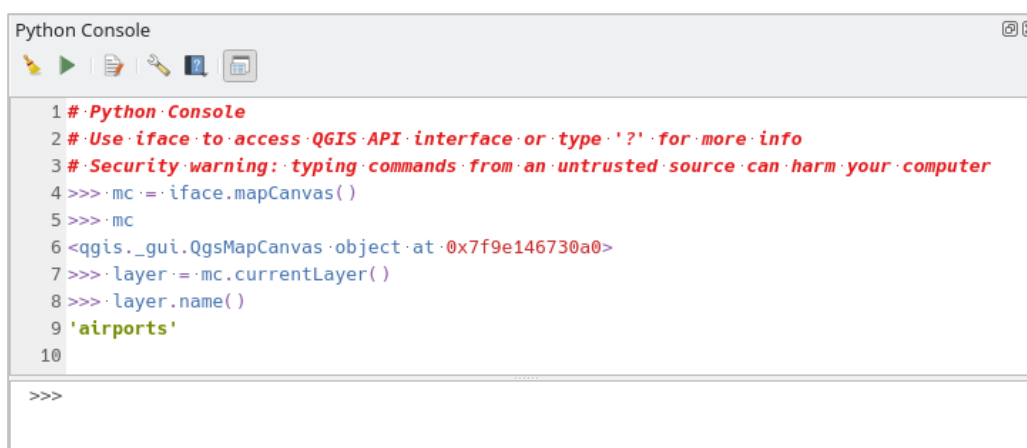 Python Console
1 # Python Console
2 # Use iface to access QGIS API interface or type '?' for more info
3 # Security warning: typing commands from an untrusted source can harm your computer
4 >>> mc = iface.mapCanvas()
5 >>> mc
6 <qgis._gui.QgsMapCanvas object at 0x7f9e146730a0>
7 >>> layer = mc.currentLayer()
8 >>> layer.name()
9 'airports'
10
>>>